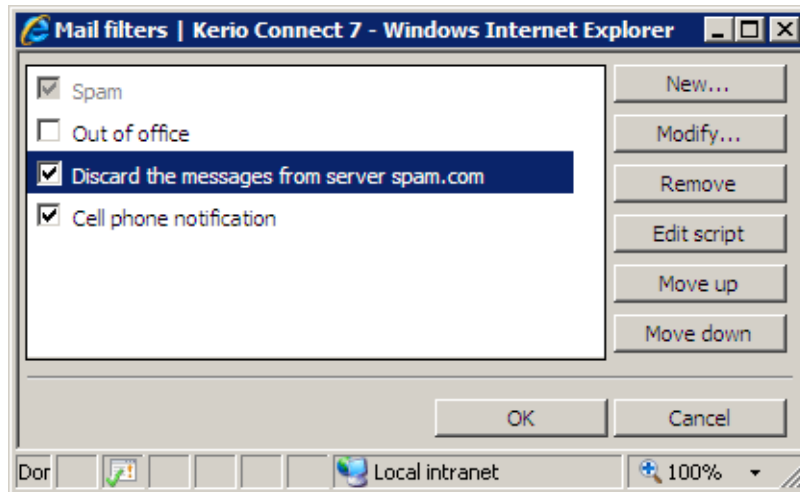 Mail filters | Kerio Connect 7 - Windows Internet Explorer
Spam
Out of office
Discard the messages from server spam.com
Cell phone notification
New...
Modify...
Remove
Edit script
Move up
Move down
OK
Cancel
Dor
Local intranet
100%